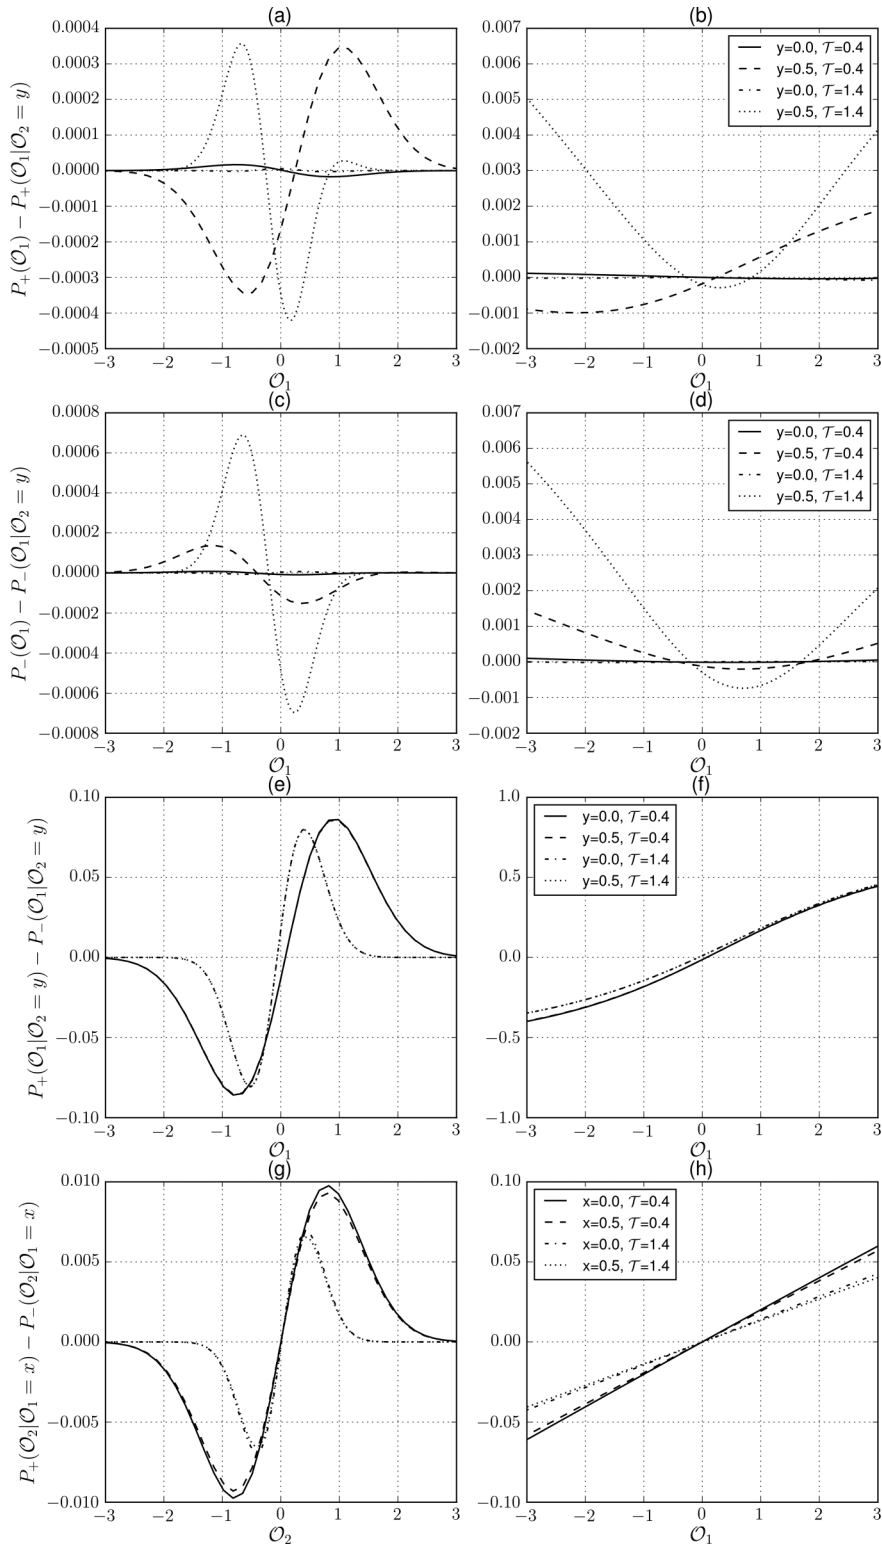 (a)
0.0004
0.0003
0.0002
0.0001
0.0000
−0.0001
−0.0002
−0.0003
−0.0004
−0.0005
−3 −2 −1 0 1 2 3
𝒪₁
P₊(𝒪₁) − P₊(𝒪₁|𝒪₂ = y)
(b)
0.007
0.006
0.005
0.004
0.003
0.002
0.001
0.000
−0.001
−0.002
−3 −2 −1 0 1 2 3
𝒪₁
y=0.0, 𝒯=0.4
y=0.5, 𝒯=0.4
y=0.0, 𝒯=1.4
y=0.5, 𝒯=1.4
(c)
0.0008
0.0006
0.0004
0.0002
0.0000
−0.0002
−0.0004
−0.0006
−0.0008
−3 −2 −1 0 1 2 3
𝒪₁
P₋(𝒪₁) − P₋(𝒪₁|𝒪₂ = y)
(d)
0.007
0.006
0.005
0.004
0.003
0.002
0.001
0.000
−0.001
−0.002
−3 −2 −1 0 1 2 3
𝒪₁
y=0.0, 𝒯=0.4
y=0.5, 𝒯=0.4
y=0.0, 𝒯=1.4
y=0.5, 𝒯=1.4
(e)
0.10
0.05
0.00
−0.05
−0.10
−3 −2 −1 0 1 2 3
𝒪₁
P₊(𝒪₁|𝒪₂ = y) − P₋(𝒪₁|𝒪₂ = y)
(f)
1.0
0.5
0.0
−0.5
−1.0
−3 −2 −1 0 1 2 3
𝒪₁
y=0.0, 𝒯=0.4
y=0.5, 𝒯=0.4
y=0.0, 𝒯=1.4
y=0.5, 𝒯=1.4
(g)
0.010
0.005
0.000
−0.005
−0.010
−3 −2 −1 0 1 2 3
𝒪₂
P₊(𝒪₂|𝒪₁ = x) − P₋(𝒪₂|𝒪₁ = x)
(h)
0.10
0.05
0.00
−0.05
−0.10
−3 −2 −1 0 1 2 3
𝒪₁
x=0.0, 𝒯=0.4
x=0.5, 𝒯=0.4
x=0.0, 𝒯=1.4
x=0.5, 𝒯=1.4